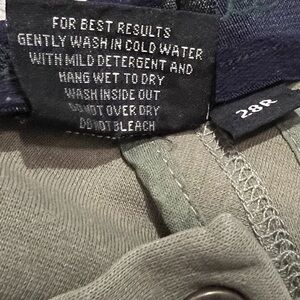 FOR BEST RESULTS
GENTLY WASH IN COLD WATER
WITH MILD DETERGENT AND
HANG WET TO DRY
WASH INSIDE OUT
DO NOT OVER DRY
DO NOT BLEACH
28R